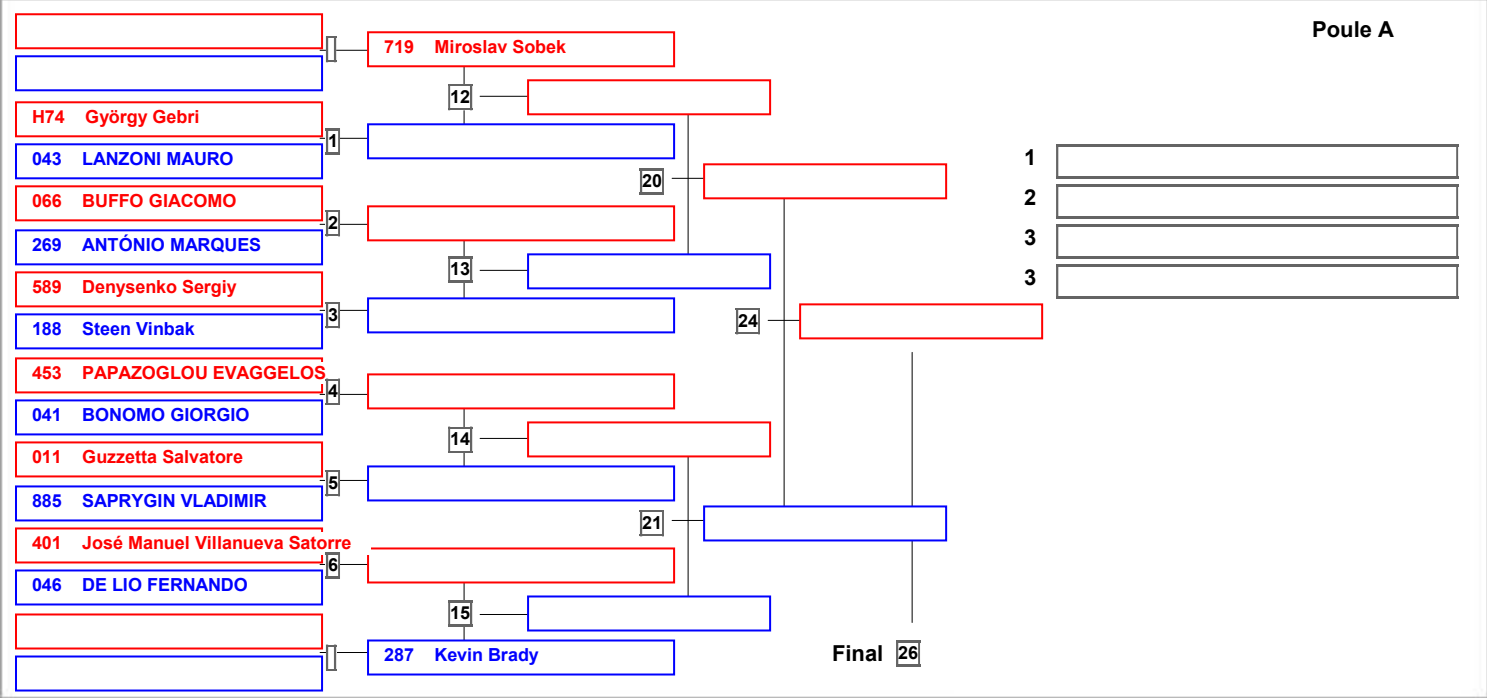 Poule A
719 Miroslav Sobek
12
H74 György Gebri
1
043 LANZONI MAURO
1
20
066 BUFFO GIACOMO
2
2
269 ANTÓNIO MARQUES
3
13
589 Denysenko Sergiy
3
3
188 Steen Vinbak
24
453 PAPAZOGLOU EVAGGELOS
4
041 BONOMO GIORGIO
14
011 Guzzetta Salvatore
5
885 SAPRYGIN VLADIMIR
21
401 José Manuel Villanueva Satorre
6
046 DE LIO FERNANDO
15
287 Kevin Brady
Final 26